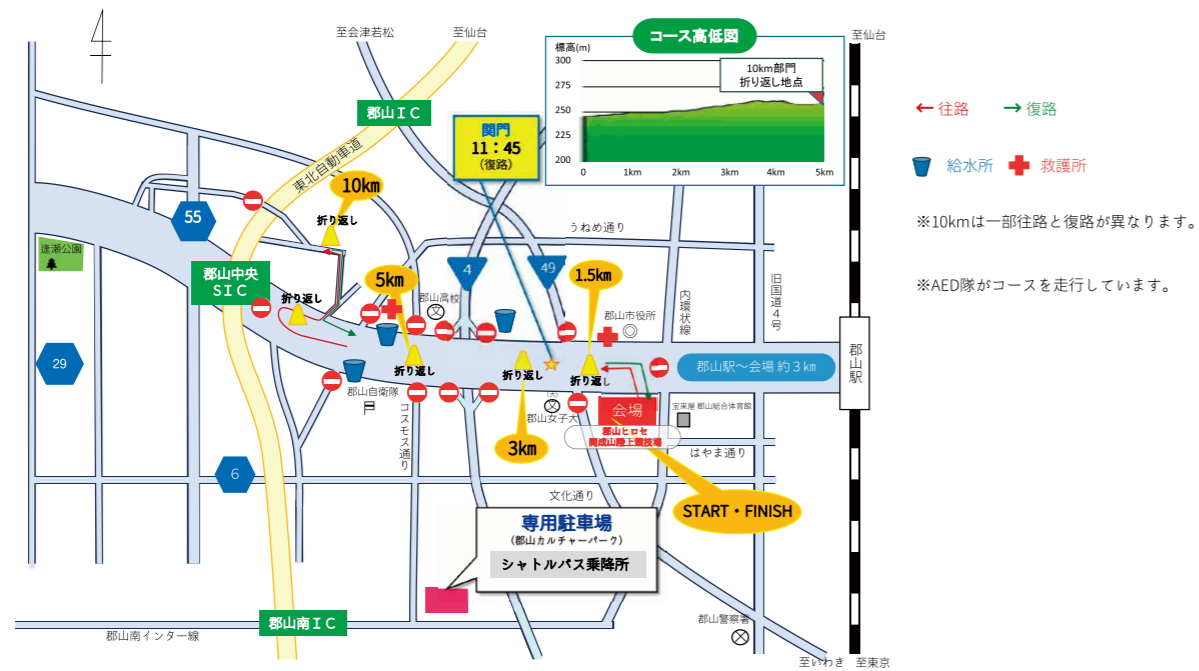 至会津若松
至仙台
コース高低図
標高(m)
300
275
250
225
200
10km部門
折り返し地点
0
1km
2km
3km
4km
5km
至仙台
往路
復路
給水所
救護所
※10kmは一部往路と復路が異なります。
※AED隊がコースを走行しています。
郡山IC
東北自動車道
関門
11：45
（復路）
10km
折り返し
55
うねめ通り
逢瀬公園
郡山中央
SIC
4
49
5km
1.5km
折り返し
郡山高校
内環状線
旧国道4号
郡山市役所
29
折り返し
折り返し
折り返し
郡山駅～会場 約3km
郡山駅
郡山自衛隊
コスモス通り
郡山女子大
会場
郡山ヒロセ
開成山陸上競技場
宝来屋 郡山総合体育館
はやま通り
3km
6
文化通り
START・FINISH
専用駐車場
(郡山カルチャーパーク)
シャトルバス乗降所
郡山南IC
郡山南インター線
郡山警察署
至いわき
至東京